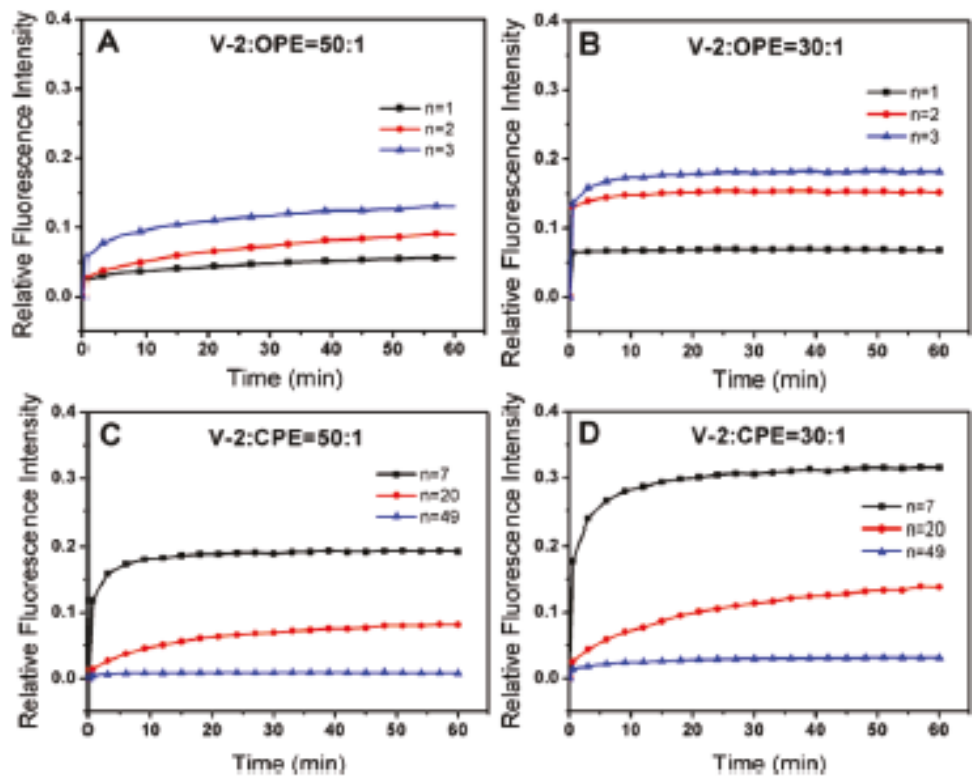 A
V-2:OPE=50:1
n=1
n=2
n=3
Relative Fluorescence Intensity
0.4
0.3
0.2
0.1
0.0
0 10 20 30 40 50 60
Time (min)
B
V-2:OPE=30:1
n=1
n=2
n=3
Relative Fluorescence Intensity
0.4
0.3
0.2
0.1
0.0
0 10 20 30 40 50 60
Time (min)
C
V-2:CPE=50:1
n=7
n=20
n=49
Relative Fluorescence Intensity
0.4
0.3
0.2
0.1
0.0
0 10 20 30 40 50 60
Time (min)
D
V-2:CPE=30:1
n=7
n=20
n=49
Relative Fluorescence Intensity
0.4
0.3
0.2
0.1
0.0
0 10 20 30 40 50 60
Time (min)